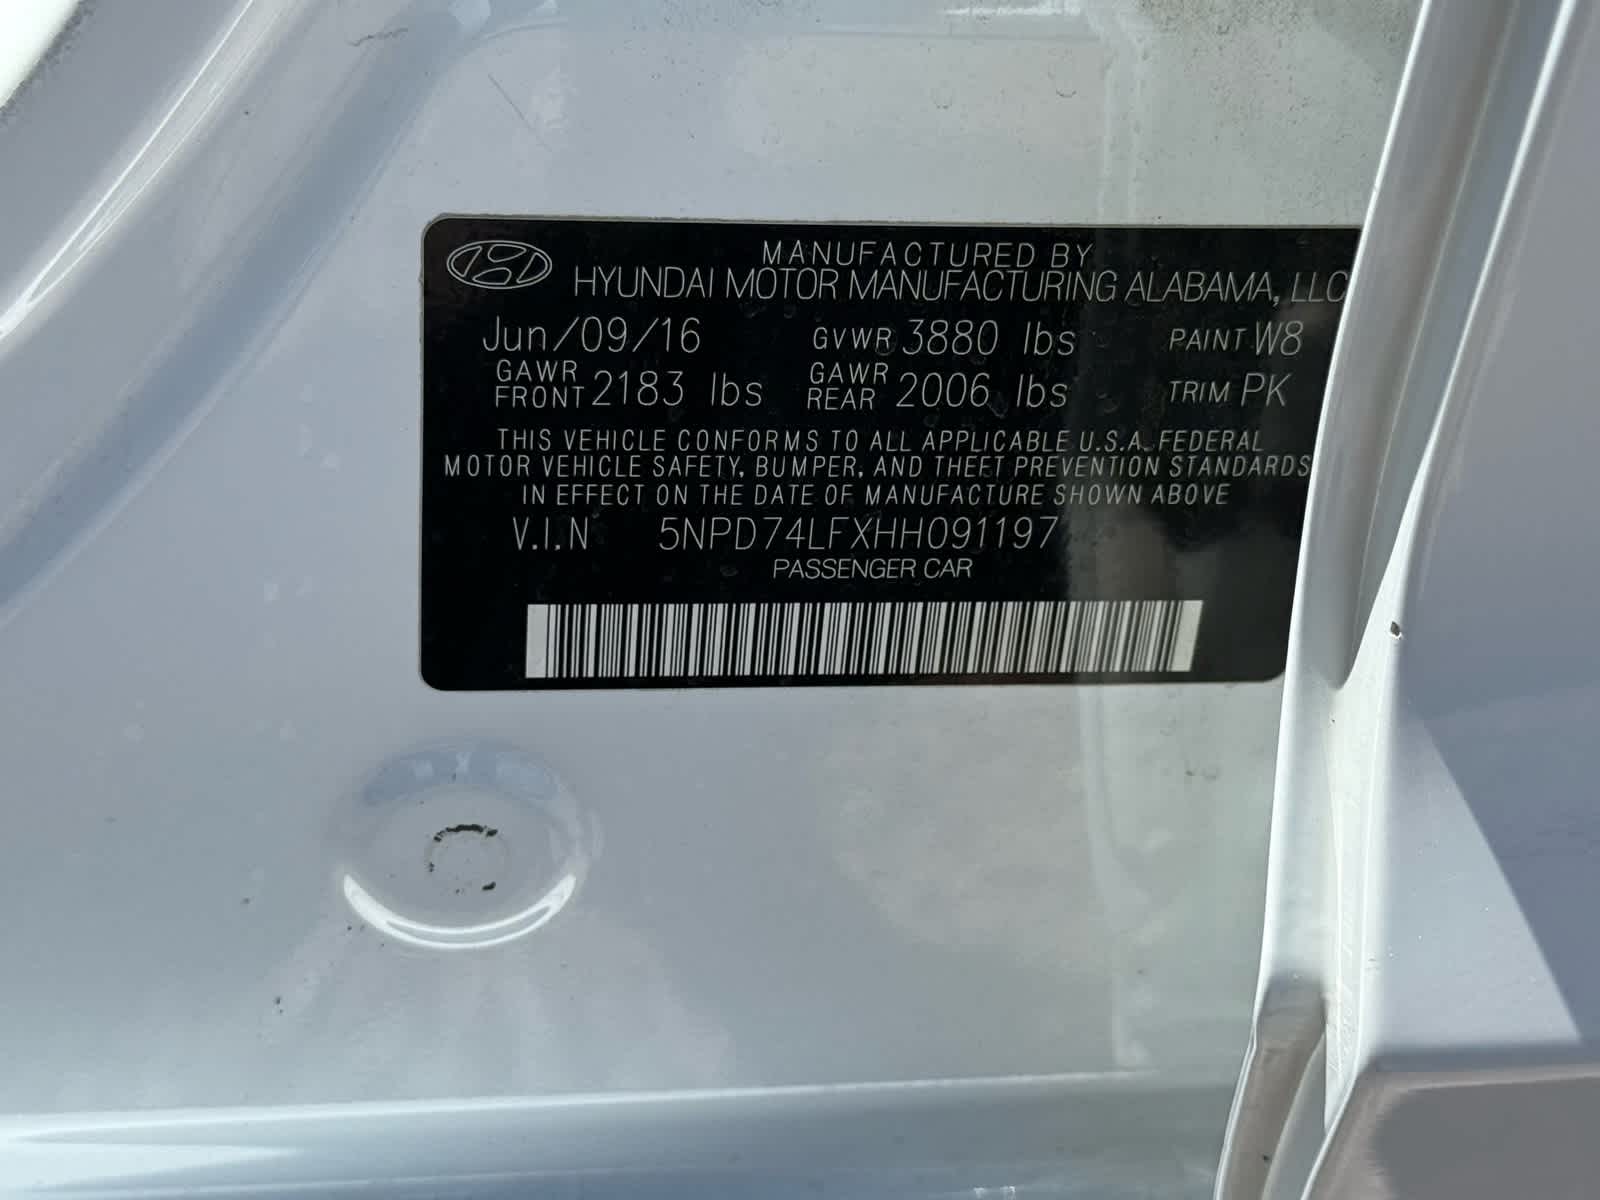 MANUFACTURED BY
HYUNDAI MOTOR MANUFACTURING ALABAMA, LLC
Jun/09/16 GVWR 3880 lbs PAINT W8
GAWR FRONT 2183 lbs GAWR REAR 2006 lbs TRIM PK
THIS VEHICLE CONFORMS TO ALL APPLICABLE U.S.A. FEDERAL
MOTOR VEHICLE SAFETY, BUMPER, AND THEFT PREVENTION STANDARDS
IN EFFECT ON THE DATE OF MANUFACTURE SHOWN ABOVE
V.I.N 5NPD74LFXHH091197
PASSENGER CAR